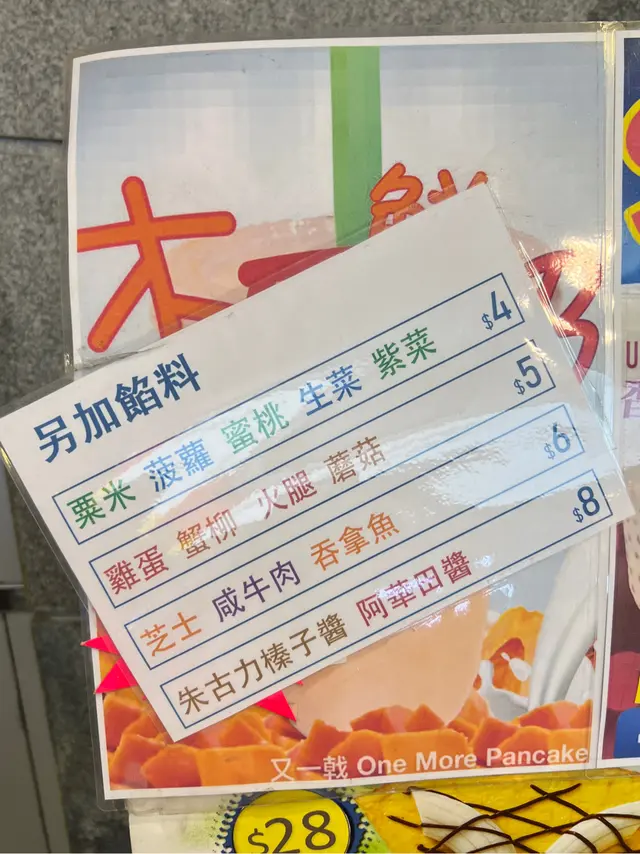 木
另加餡料
粟米 菠蘿 蜜桃 生菜 紫菜 $4
雞蛋 蟹柳 火腿 蘑菇 $5
芝士 咸牛肉 吞拿魚 $6
朱古力榛子醬 阿華田醬 $8
又一戟 One More Pancake
$28